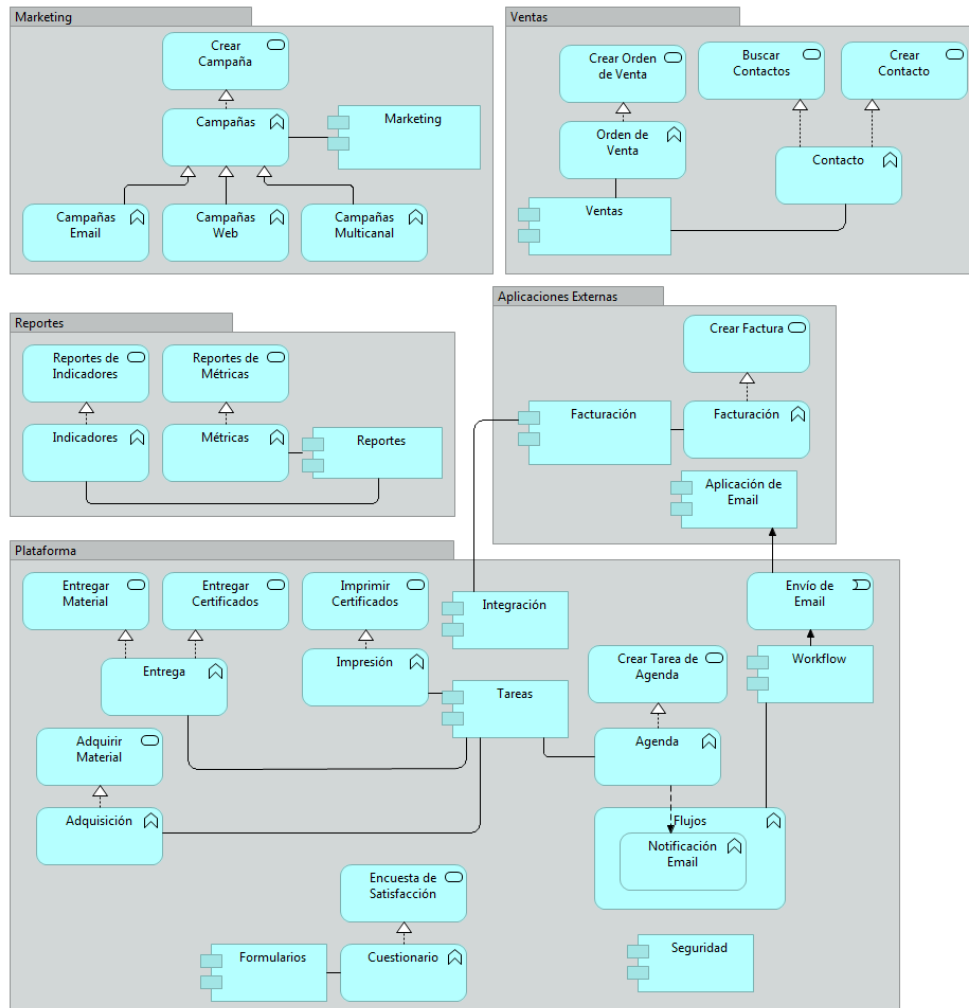 Marketing
Crear
Campaña
Campañas
Marketing
Campañas
Email
Campañas
Web
Campañas
Multicanal
Ventas
Crear Orden
de Venta
Buscar
Contactos
Crear
Contacto
Orden de
Venta
Contacto
Ventas
Reportes
Reportes de
Indicadores
Reportes de
Métricas
Indicadores
Métricas
Reportes
Aplicaciones Externas
Crear Factura
Facturación
Facturación
Aplicación de
Email
Plataforma
Entregar
Material
Entregar
Certificados
Imprimir
Certificados
Integración
Envío de
Email
Entrega
Impresión
Tareas
Crear Tarea de
Agenda
Workflow
Adquirir
Material
Agenda
Adquisición
Flujos
Notificación
Email
Encuesta de
Satisfacción
Formularios
Cuestionario
Seguridad